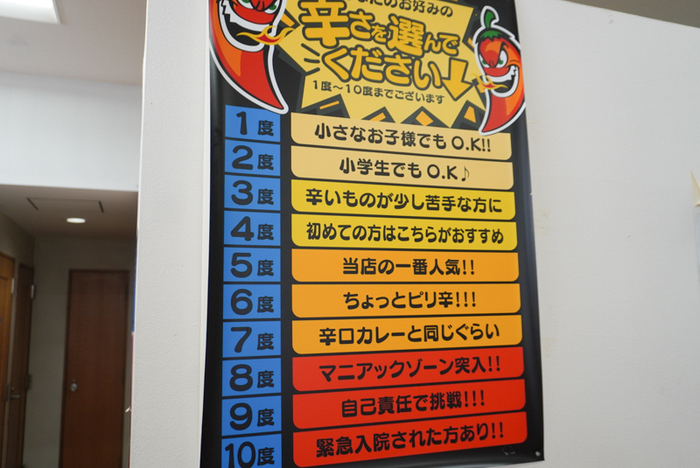 のお好みの
辛さを選んで
ください
1度〜10度までございます
1度 小さなお子様でもO.K!!
2度 小学生でもO.K♪
3度 辛いものが少し苦手な方に
4度 初めての方はこちらがおすすめ
5度 当店の一番人気!!
6度 ちょっとピリ辛!!!
7度 辛口カレーと同じぐらい
8度 マニアックゾーン突入!!
9度 自己責任で挑戦!!!
10度 緊急入院された方あり!!